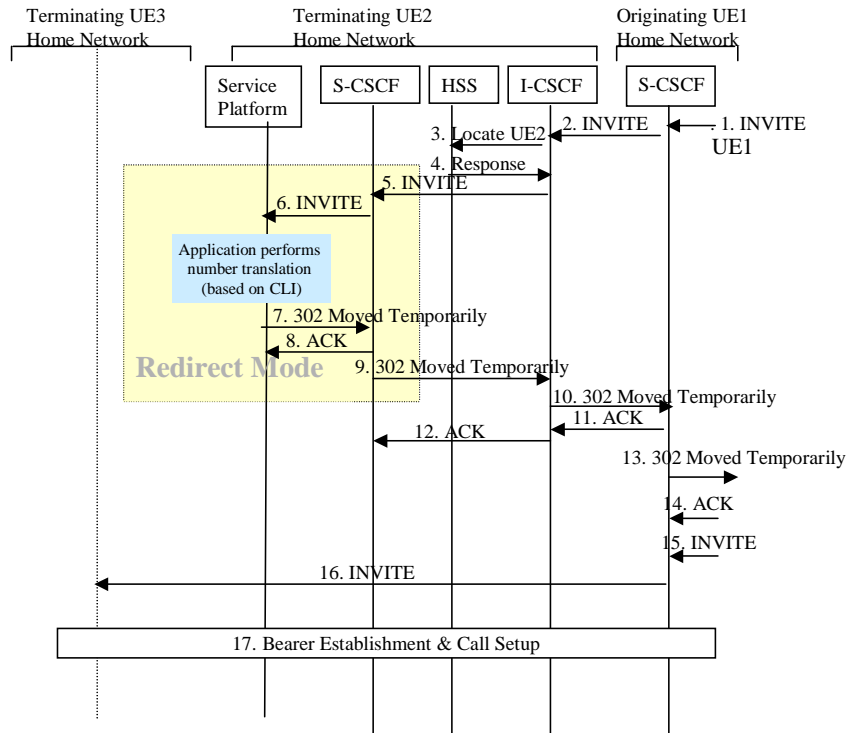 Terminating UE3
Home Network
Terminating UE2
Home Network
Originating UE1
Home Network
Service
Platform
S-CSCF
HSS
I-CSCF
S-CSCF
. 1. INVITE
UE1
2. INVITE
3. Locate UE2
4. Response
5. INVITE
6. INVITE
Application performs
number translation
(based on CLI)
7. 302 Moved Temporarily
8. ACK
Redirect Mode
9. 302 Moved Temporarily
10. 302 Moved Temporarily
11. ACK
12. ACK
13. 302 Moved Temporarily
14. ACK
15. INVITE
16. INVITE
17. Bearer Establishment & Call Setup